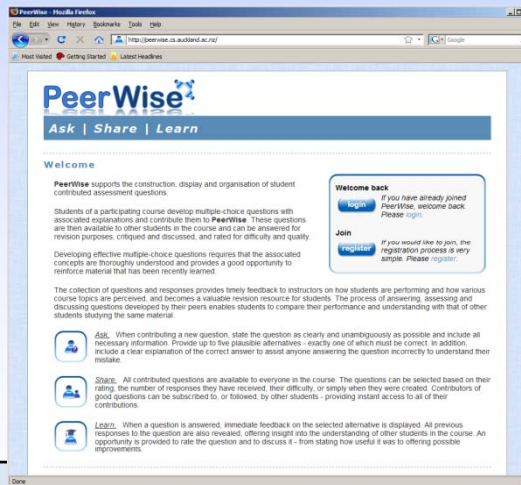 PeerWise - Mozilla Firefox
File Edit View History Bookmarks Tools Help
http://peerwise.cs.auckland.ac.nz/
Google
Most Visited Getting Started Latest Headlines
PeerWise
Ask | Share | Learn
Welcome
PeerWise supports the construction, display and organisation of student
contributed assessment questions.
Students of a participating course develop multiple-choice questions with
associated explanations and contribute them to PeerWise. These questions
are then available to other students in the course and can be answered for
revision purposes, critiqued and discussed, and rated for difficulty and quality.
Developing effective multiple-choice questions requires that the associated
concepts are thoroughly understood and provides a good opportunity to
reinforce material that has been recently learned.
Welcome back
login
If you have already joined
PeerWise, welcome back.
Please login.
Join
register
If you would like to join, the
registration process is very
simple. Please register.
The collection of questions and responses provides timely feedback to instructors on how students are performing and how various
course topics are perceived, and becomes a valuable revision resource for students. The process of answering, assessing and
discussing questions developed by their peers enables students to compare their performance and understanding with that of other
students studying the same material.
Ask. When contributing a new question, state the question as clearly and unambiguously as possible and include all
necessary information. Provide up to five plausible alternatives - exactly one of which must be correct. In addition,
include a clear explanation of the correct answer to assist anyone answering the question incorrectly to understand their
mistake.
Share. All contributed questions are available to everyone in the course. The questions can be selected based on their
rating, the number of responses they have received, their difficulty, or simply when they were created. Contributors of
good questions can be subscribed to, or followed, by other students - providing instant access to all of their
contributions.
Learn. When a question is answered, immediate feedback on the selected alternative is displayed. All previous
responses to the question are also revealed, offering insight into the understanding of other students in the course. An
opportunity is provided to rate the question and to discuss it - from stating how useful it was to offering possible
improvements.
Done